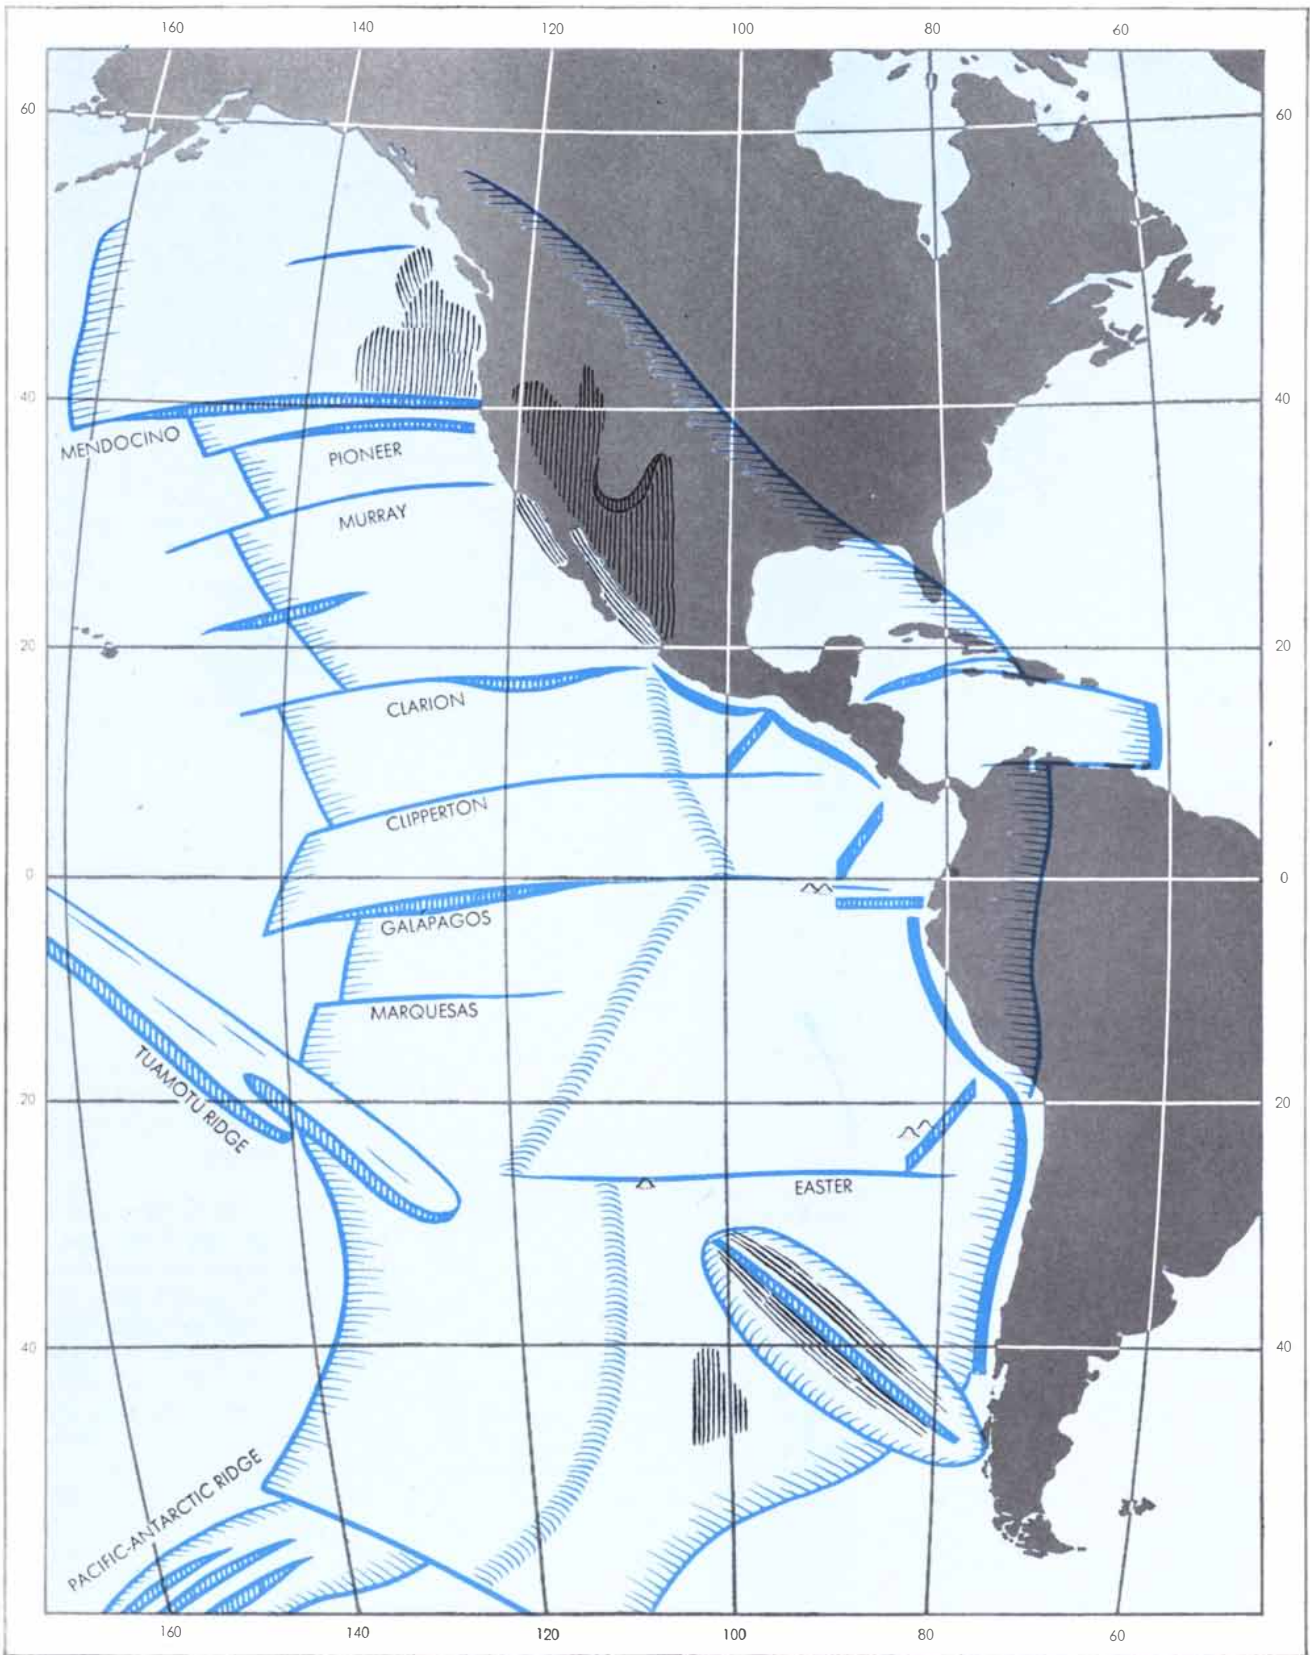 160 140 120 100 80 60
60 60
40 40
MENDOCINO
PIONEER
MURRAY
20 20
CLARION
CLIPPERTON
0 0
GALAPAGOS
MARQUESAS
TUAMOTU RIDGE
20 20
EASTER
40 40
PACIFIC-ANTARCTIC RIDGE
160 140 120 100 80 60